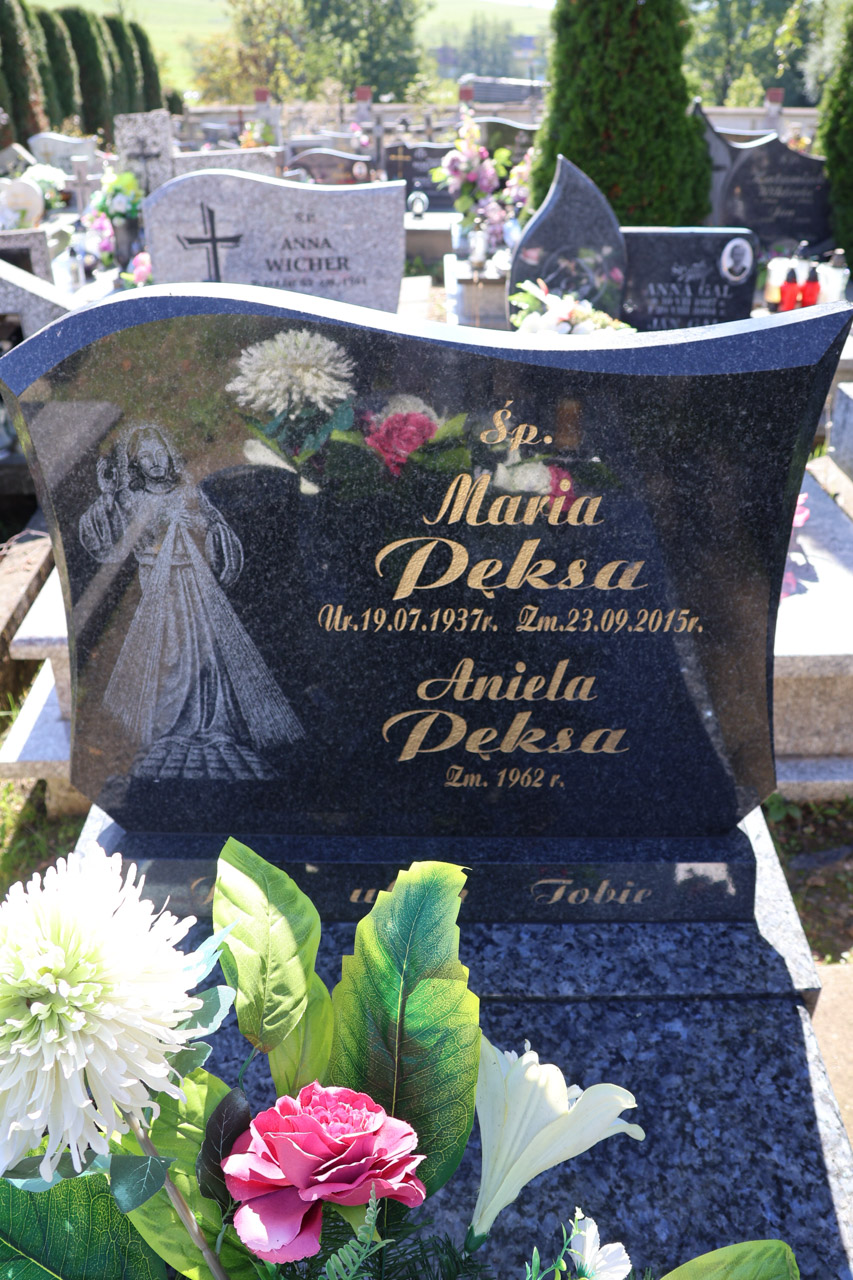 Śp.
Maria
Pęksa
Ur.19.07.1937r. Zm.23.09.2015r.
Aniela
Pęksa
Zm. 1962 r.
Tobie
Ś.P.
ANNA
WICHER
ANNA GAL